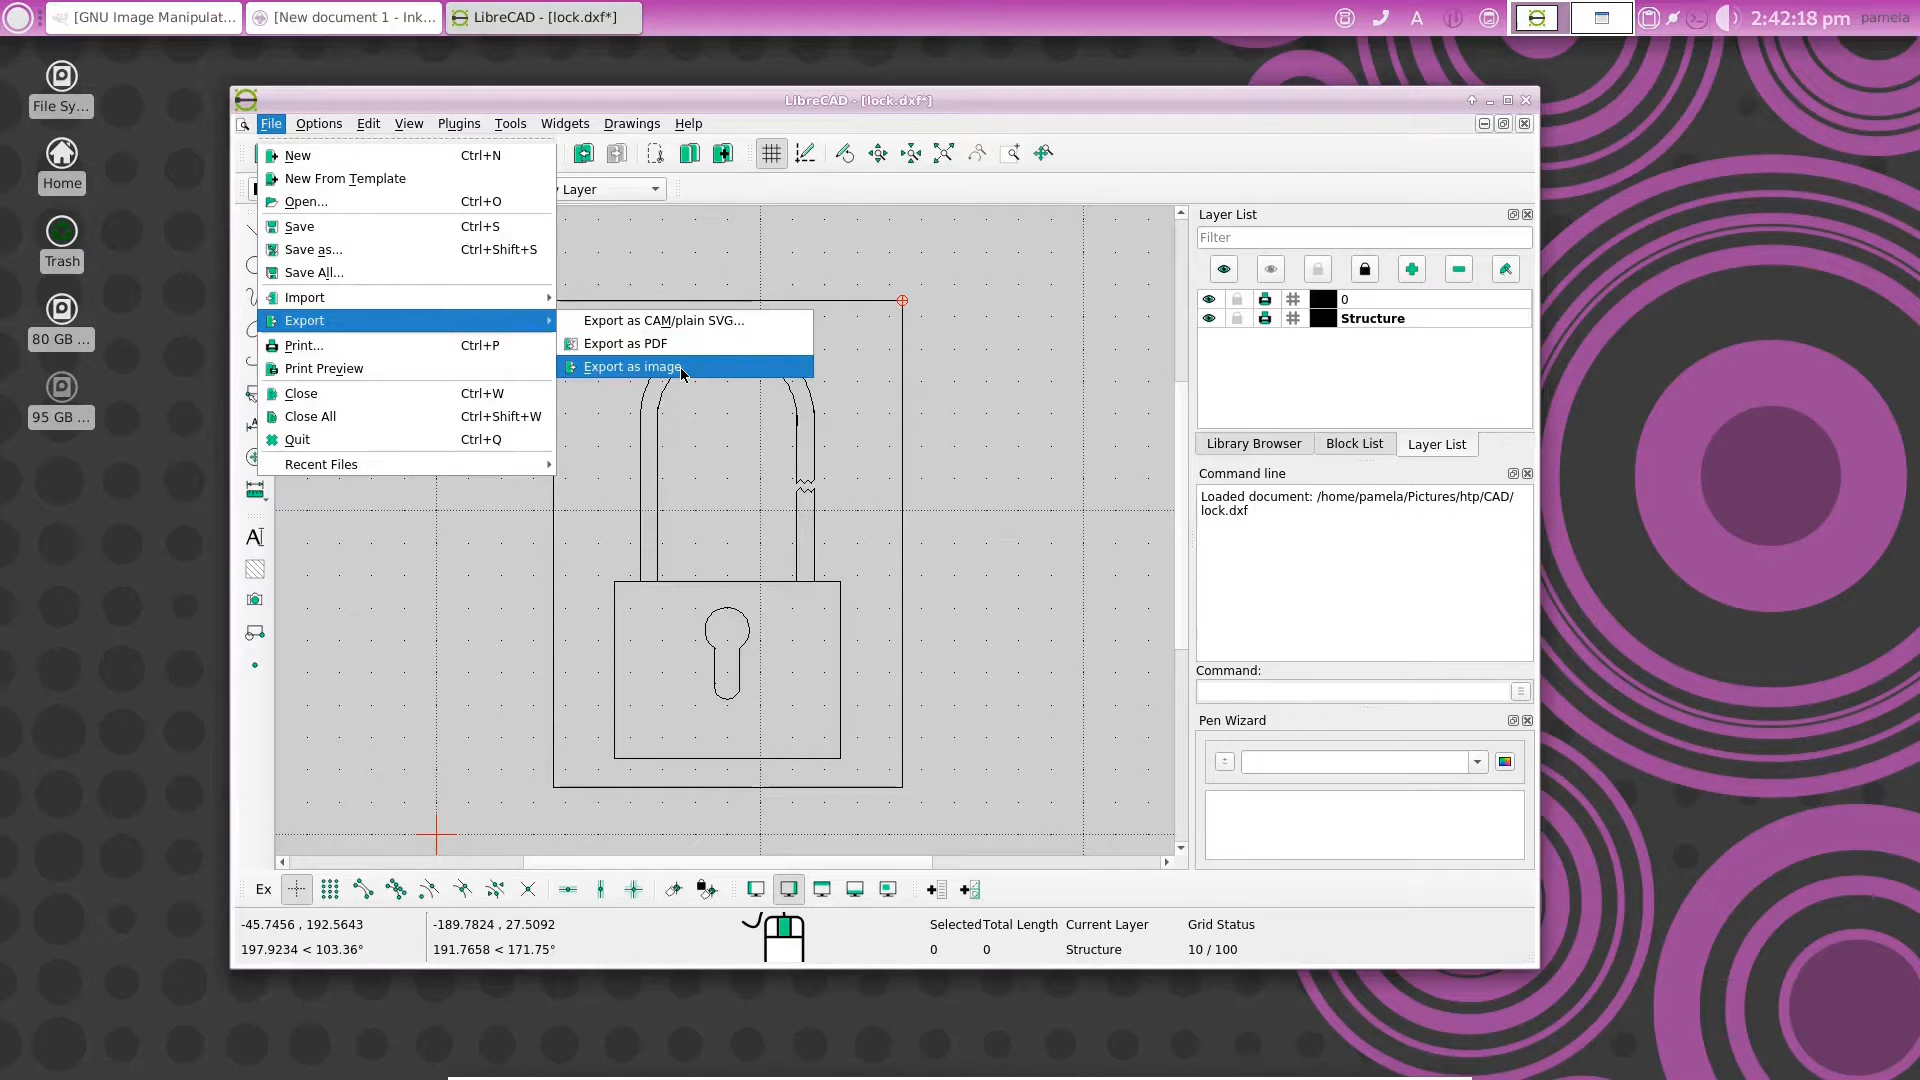 [GNU Image Manipulat...
[New document 1 - Ink...
LibreCAD - [lock.dxf*]
A
2:42:18 pm
pamela
File Sy...
Home
Trash
80 GB ...
95 GB ...
LibreCAD - [lock.dxf*]
File
Options
Edit
View
Plugins
Tools
Widgets
Drawings
Help
New Ctrl+N
New From Template
Open... Ctrl+O
Save Ctrl+S
Save as... Ctrl+Shift+S
Save All...
Import
Export
Print... Ctrl+P
Print Preview
Close Ctrl+W
Close All Ctrl+Shift+W
Quit Ctrl+Q
Recent Files
Export as CAM/plain SVG...
Export as PDF
Export as image
Layer
A
Layer List
Filter
0
Structure
Library Browser
Block List
Layer List
Command line
Loaded document: /home/pamela/Pictures/htp/CAD/
lock.dxf
Command:
Pen Wizard
Ex
-45.7456 , 192.5643
197.9234 < 103.36°
-189.7824 , 27.5092
191.7658 < 171.75°
Selected Total Length Current Layer Grid Status
0 0 Structure 10 / 100